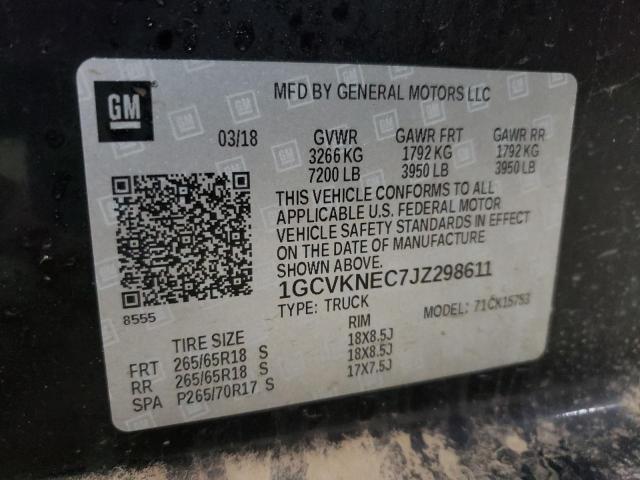 GM
MFD BY GENERAL MOTORS LLC
03/18 GVWR GAWR FRT GAWR RR
3266 KG 1792 KG 1792 KG
7200 LB 3950 LB 3950 LB
THIS VEHICLE CONFORMS TO ALL
APPLICABLE U.S. FEDERAL MOTOR
VEHICLE SAFETY STANDARDS IN EFFECT
ON THE DATE OF MANUFACTURE
SHOWN ABOVE.
1GCVKNEC7JZ298611
8555
TYPE: TRUCK MODEL: 71CK15753
TIRE SIZE RIM
FRT 265/65R18 S 18X8.5J
RR 265/65R18 S 18X8.5J
SPA P265/70R17 S 17X7.5J